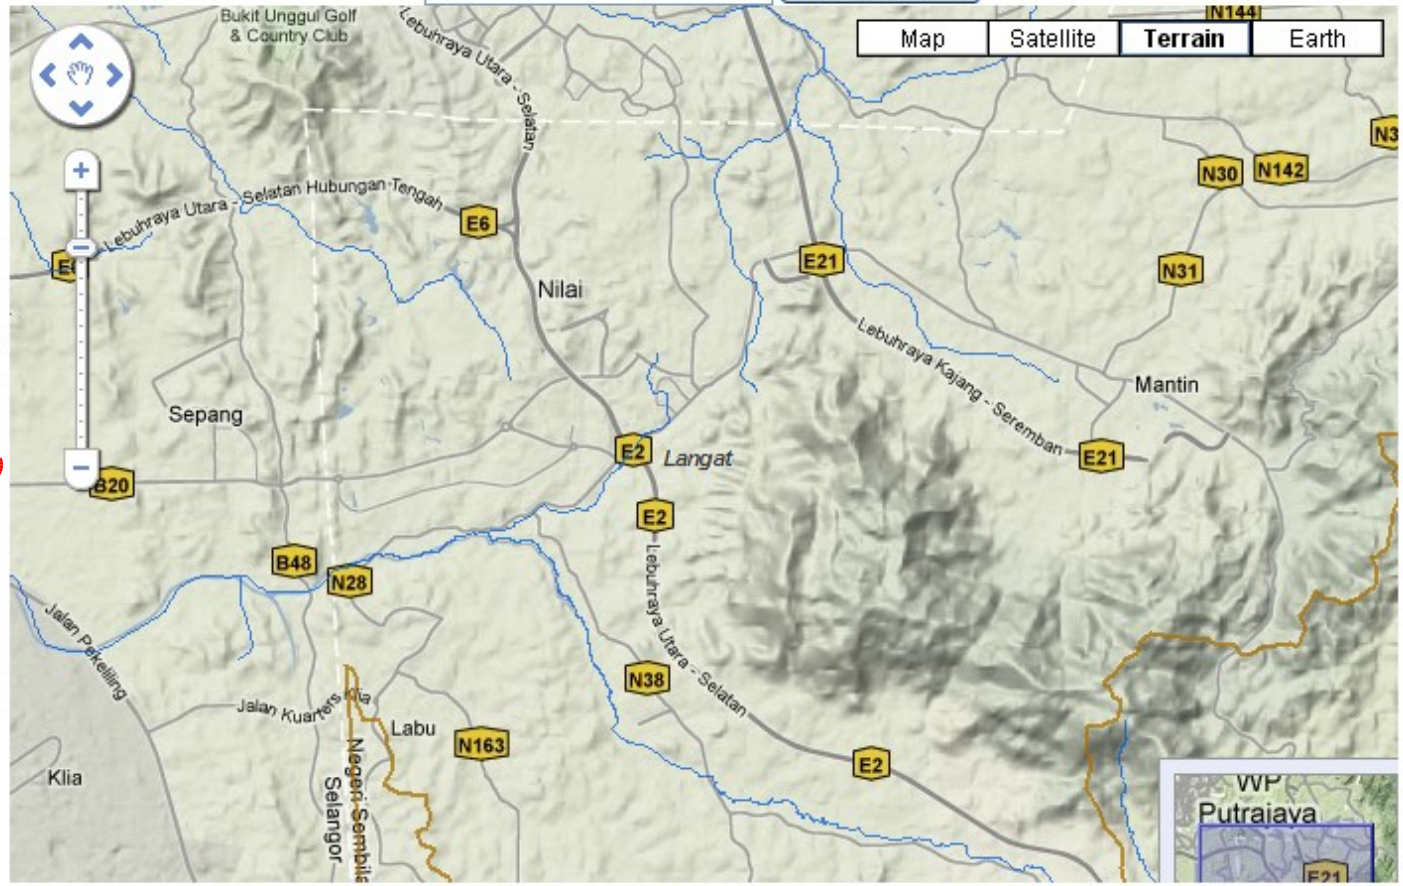 Bukit Unggul Golf
& Country Club
Lebuhraya Utara - Selatan
N144
Map
Satellite
Terrain
Earth
N30
N142
Lebuhraya Utara - Selatan Hubungan Tengah
E6
E21
N31
Nilai
Lebuhraya Kajang - Seremban
Mantin
Sepang
E2
Langat
E21
B20
E2
B48
N28
Lebuhraya Utara - Selatan
Jalan Pekeliling
N38
Jalan Kuarters Klia
Labu
N163
E2
Klia
Selangor
Negeri Sembila
WP
Putrajaya
E21